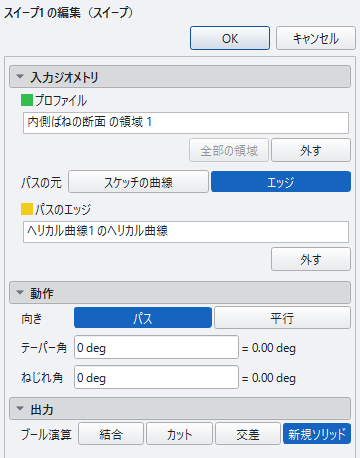 スイープ1 の編集 （スイープ）
OK キャンセル
入力ジオメトリ
プロファイル
内側ばねの断面 の領域 1
全部の領域 外す
パスの元 スケッチの曲線 エッジ
パスのエッジ
ヘリカル曲線1 のヘリカル曲線
外す
動作
向き パス 平行
テーパー角 0 deg = 0.00 deg
ねじれ角 0 deg = 0.00 deg
出力
ブール演算 結合 カット 交差 新規ソリッド